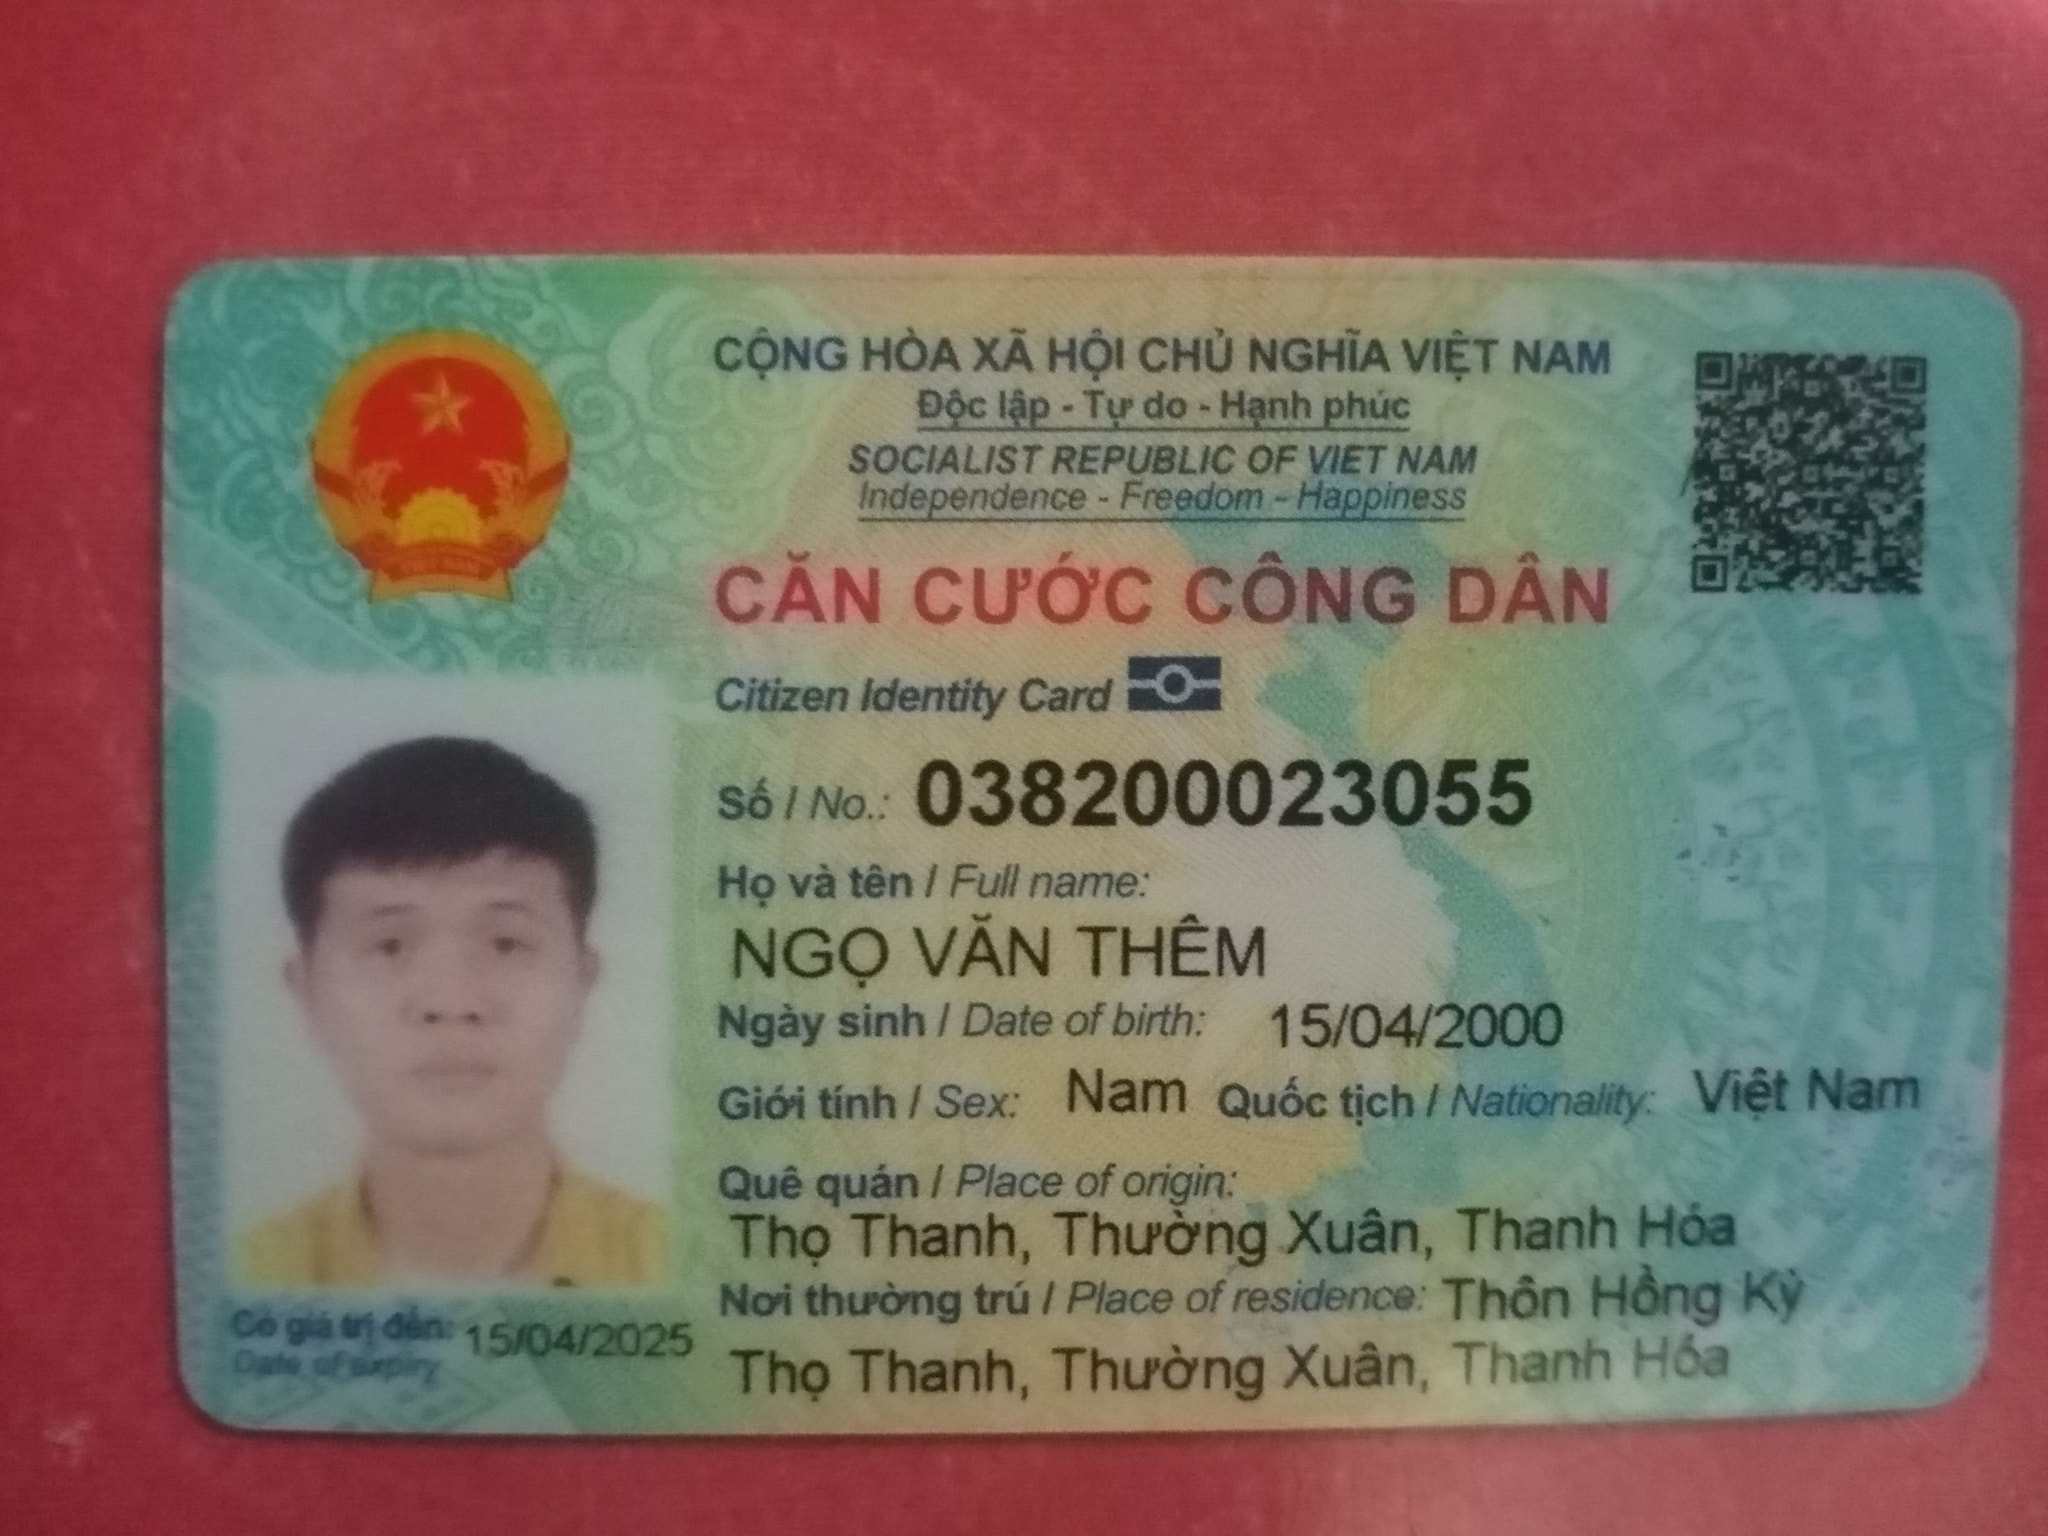 CỘNG HÒA XÃ HỘI CHỦ NGHĨA VIỆT NAM
Độc lập - Tự do - Hạnh phúc
SOCIALIST REPUBLIC OF VIET NAM
Independence - Freedom - Happiness
CĂN CƯỚC CÔNG DÂN
Citizen Identity Card
Số / No.: 038200023055
Họ và tên / Full name:
NGỌ VĂN THÊM
Ngày sinh / Date of birth: 15/04/2000
Giới tính / Sex: Nam Quốc tịch / Nationality: Việt Nam
Quê quán / Place of origin:
Thọ Thanh, Thường Xuân, Thanh Hóa
Nơi thường trú / Place of residence: Thôn Hồng Kỳ
Thọ Thanh, Thường Xuân, Thanh Hóa
Có giá trị đến: 15/04/2025
Date of expiry